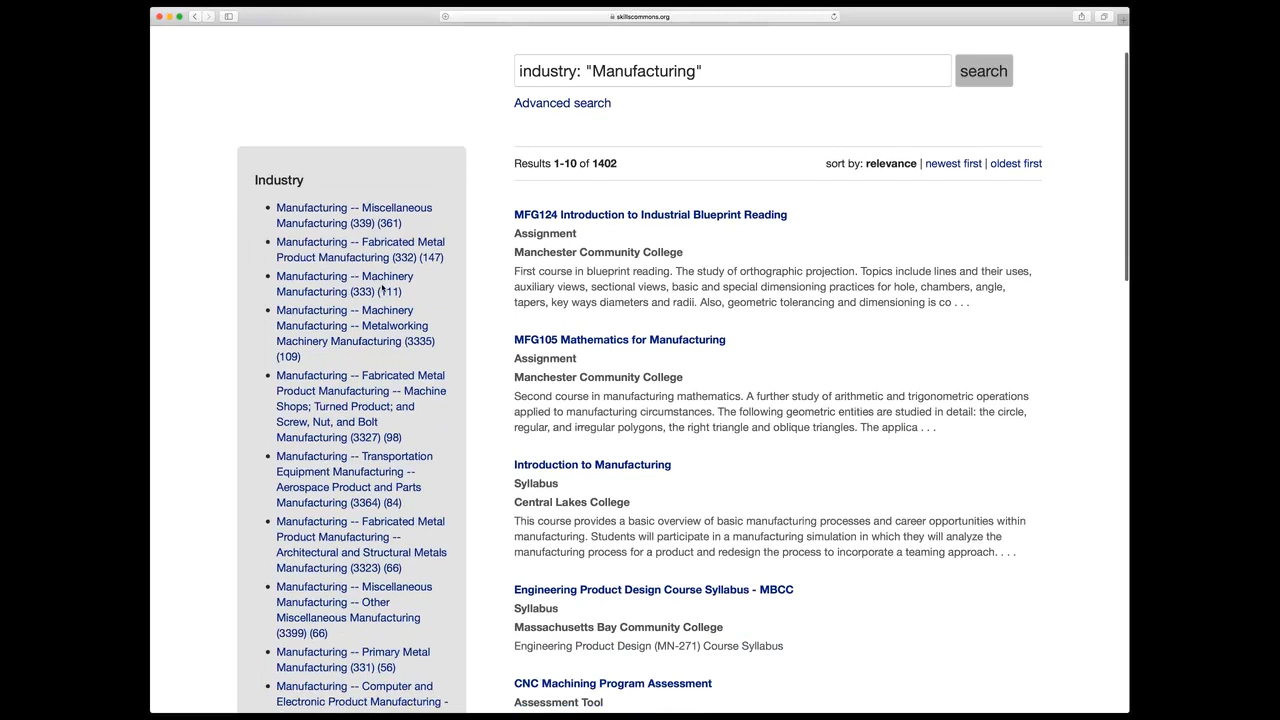 skillscommons.org
industry: "Manufacturing"
search
Advanced search
Industry
Manufacturing -- Miscellaneous
Manufacturing (339) (361)
Manufacturing -- Fabricated Metal
Product Manufacturing (332) (147)
Manufacturing -- Machinery
Manufacturing (333) (111)
Manufacturing -- Machinery
Manufacturing -- Metalworking
Machinery Manufacturing (3335)
(109)
Manufacturing -- Fabricated Metal
Product Manufacturing -- Machine
Shops; Turned Product; and
Screw, Nut, and Bolt
Manufacturing (3327) (98)
Manufacturing -- Transportation
Equipment Manufacturing --
Aerospace Product and Parts
Manufacturing (3364) (84)
Manufacturing -- Fabricated Metal
Product Manufacturing --
Architectural and Structural Metals
Manufacturing (3323) (66)
Manufacturing -- Miscellaneous
Manufacturing -- Other
Miscellaneous Manufacturing
(3399) (66)
Manufacturing -- Primary Metal
Manufacturing (331) (56)
Manufacturing -- Computer and
Electronic Product Manufacturing -
Results 1-10 of 1402
sort by: relevance | newest first | oldest first
MFG124 Introduction to Industrial Blueprint Reading
Assignment
Manchester Community College
First course in blueprint reading. The study of orthographic projection. Topics include lines and their uses,
auxiliary views, sectional views, basic and special dimensioning practices for hole, chambers, angle,
tapers, key ways diameters and radii. Also, geometric tolerancing and dimensioning is co . . .
MFG105 Mathematics for Manufacturing
Assignment
Manchester Community College
Second course in manufacturing mathematics. A further study of arithmetic and trigonometric operations
applied to manufacturing circumstances. The following geometric entities are studied in detail: the circle,
regular, and irregular polygons, the right triangle and oblique triangles. The applica . . .
Introduction to Manufacturing
Syllabus
Central Lakes College
This course provides a basic overview of basic manufacturing processes and career opportunities within
manufacturing. Students will participate in a manufacturing simulation in which they will analyze the
manufacturing process for a product and redesign the process to incorporate a teaming approach. . . .
Engineering Product Design Course Syllabus - MBCC
Syllabus
Massachusetts Bay Community College
Engineering Product Design (MN-271) Course Syllabus
CNC Machining Program Assessment
Assessment Tool